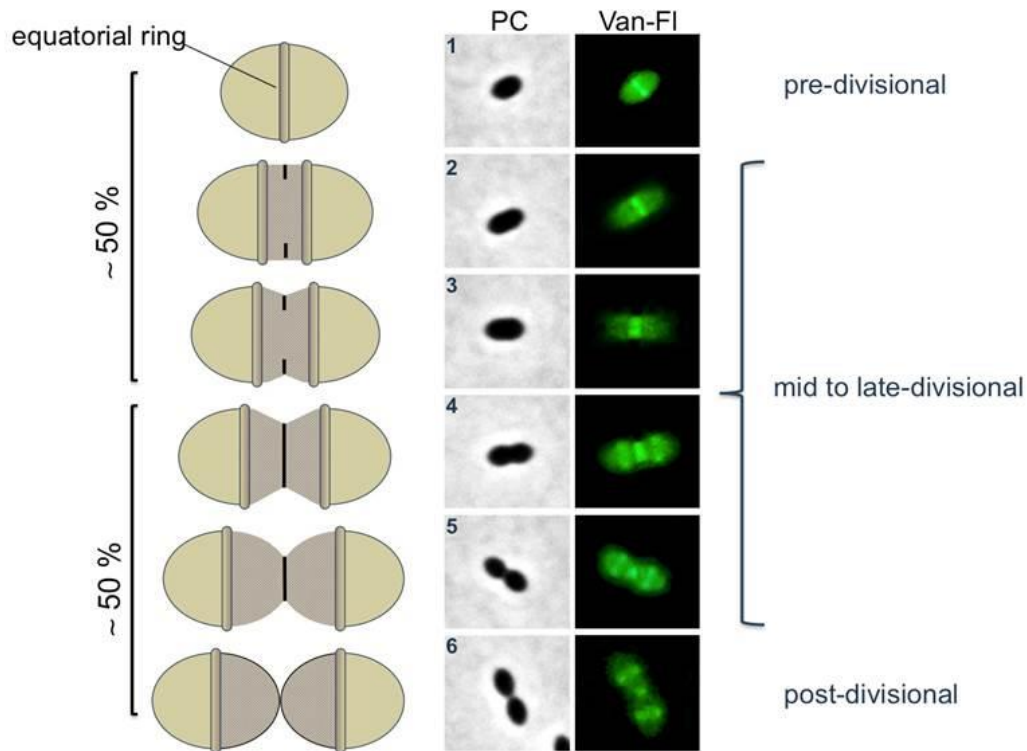 PC Van-Fl
equatorial ring
1
pre-divisional
2
~ 50 %
3
mid to late-divisional
4
5
~ 50 %
6
post-divisional